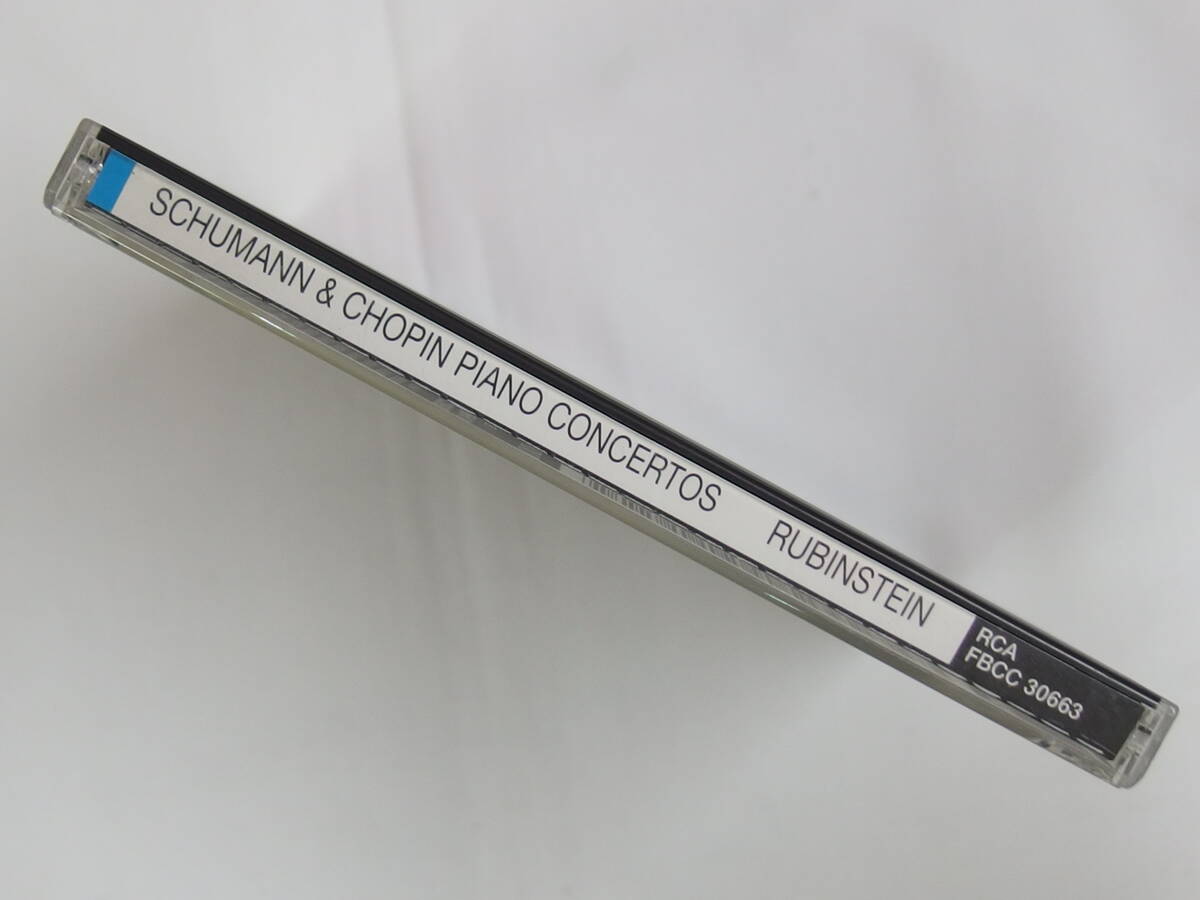 SCHUMANN & CHOPIN PIANO CONCERTOS RUBINSTEIN
RCA
FBCC 30663